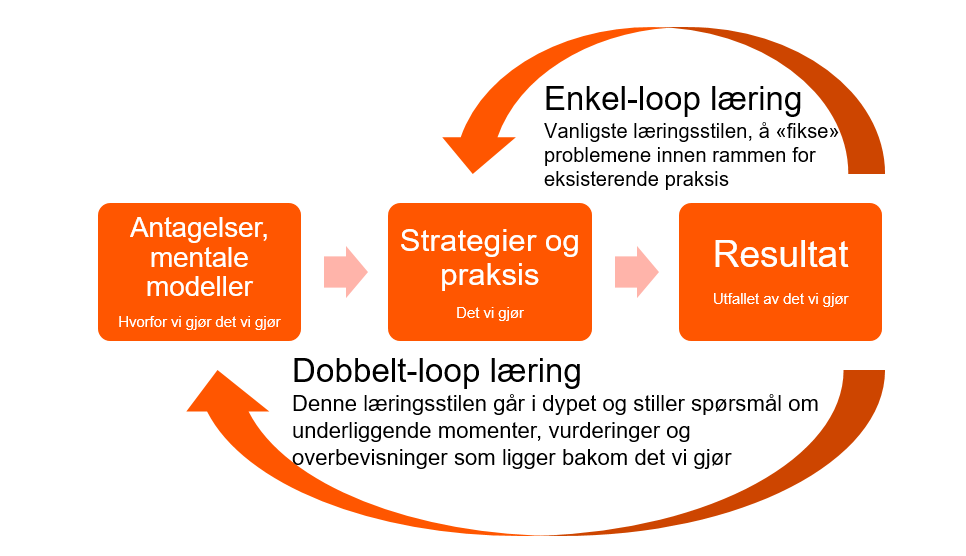 Enkel-loop læring
Vanligste læringsstilen, å «fikse»
problemene innen rammen for
eksisterende praksis
Antagelser,
mentale
modeller
Hvorfor vi gjør det vi gjør
Strategier og
praksis
Det vi gjør
Resultat
Utfallet av det vi gjør
Dobbelt-loop læring
Denne læringsstilen går i dypet og stiller spørsmål om
underliggende momenter, vurderinger og
overbevisninger som ligger bakom det vi gjør